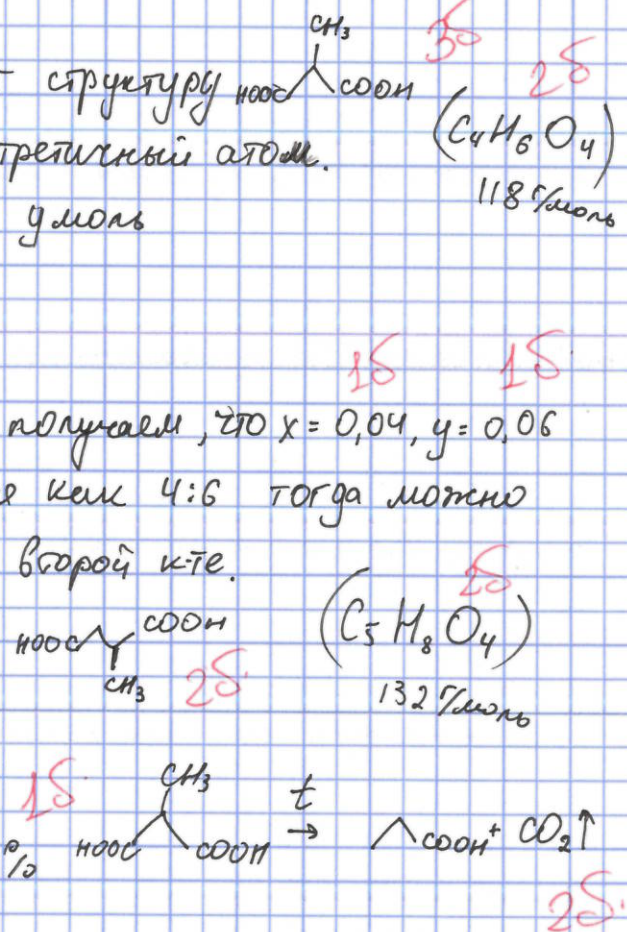 CH₃ 3б
структуру HOOC COOH 2б
(C₄H₆O₄)
третичный атом.
118 г/моль
y моль
1б 1б
получаем, что x = 0,04, y = 0,06
как 4:6 тогда можно
второй к-те.
2б
HOOC COOH (C₅H₈O₄)
CH₃ 2б.
132 г/моль
1б CH₃ t
% HOOC COOH → COOH + CO₂↑
2б.